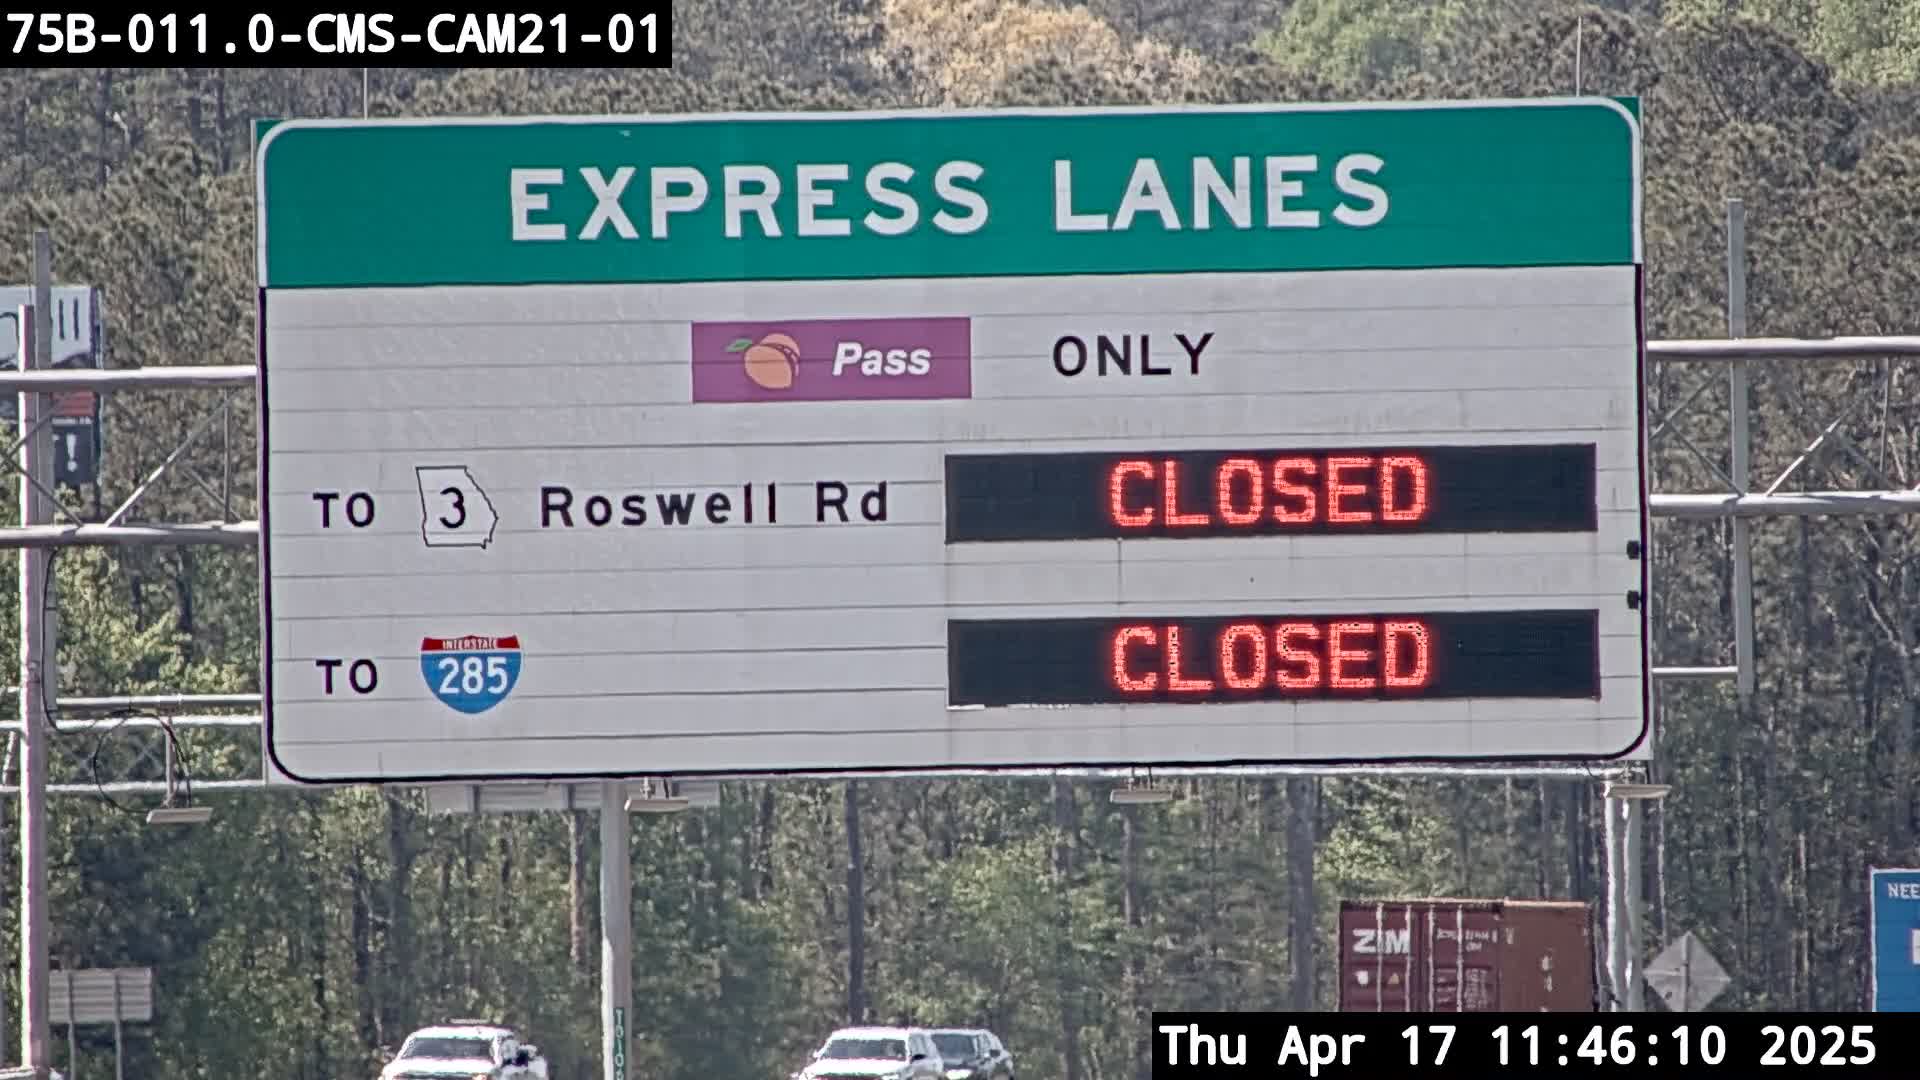 75B-011.0-CMS-CAM21-01
EXPRESS LANES
Pass ONLY
TO 3 Roswell Rd CLOSED
TO INTERSTATE 285 CLOSED
ZIM
NEE
Thu Apr 17 11:46:10 2025